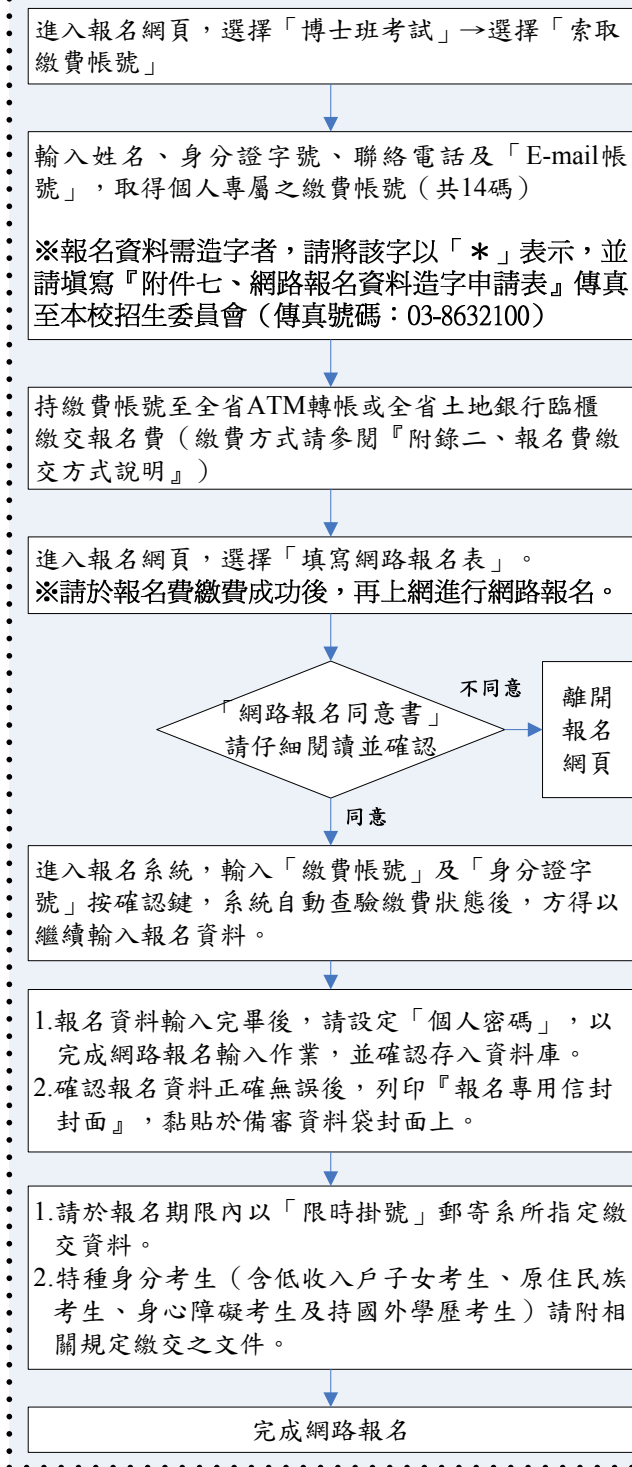 進入報名網頁，選擇「博士班考試」→選擇「索取
繳費帳號」
輸入姓名、身分證字號、聯絡電話及「E-mail帳
號」，取得個人專屬之繳費帳號（共14碼）
※報名資料需造字者，請將該字以「＊」表示，並
請填寫『附件七、網路報名資料造字申請表』傳真
至本校招生委員會（傳真號碼：03-8632100）
持繳費帳號至全省ATM轉帳或全省土地銀行臨櫃
繳交報名費（繳費方式請參閱『附錄二、報名費繳
交方式說明』）
進入報名網頁，選擇「填寫網路報名表」。
※請於報名費繳費成功後，再上網進行網路報名。
「網路報名同意書」
請仔細閱讀並確認
不同意
離開
報名
網頁
同意
進入報名系統，輸入「繳費帳號」及「身分證字
號」按確認鍵，系統自動查驗繳費狀態後，方得以
繼續輸入報名資料。
1.報名資料輸入完畢後，請設定「個人密碼」，以
完成網路報名輸入作業，並確認存入資料庫。
2.確認報名資料正確無誤後，列印『報名專用信封
封面』，黏貼於備審資料袋封面上。
1.請於報名期限內以「限時掛號」郵寄系所指定繳
交資料。
2.特種身分考生（含低收入戶子女考生、原住民族
考生、身心障礙考生及持國外學歷考生）請附相
關規定繳交之文件。
完成網路報名